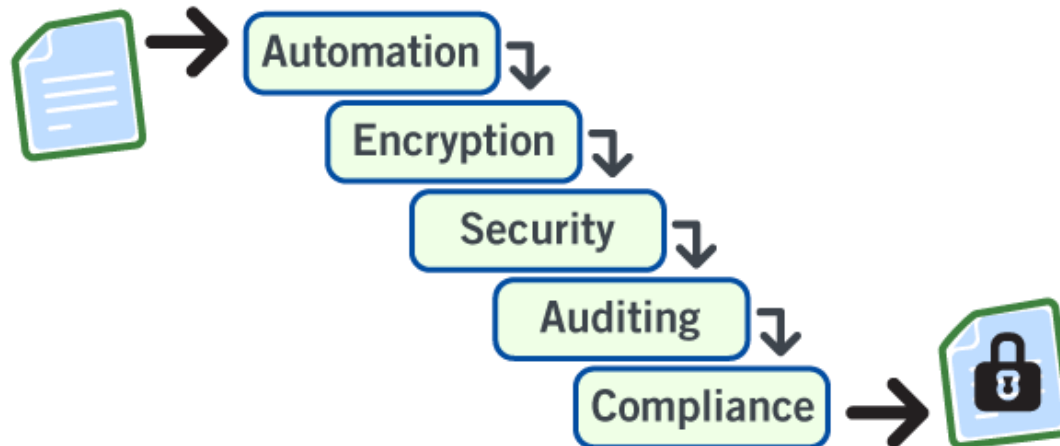 Automation
Encryption
Security
Auditing
Compliance